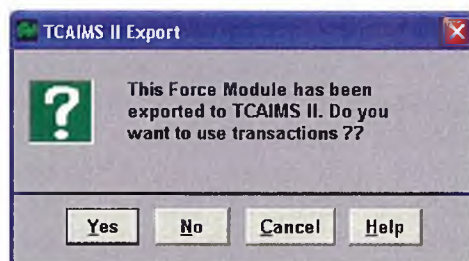 TCAIMS II Export
This Force Module has been
exported to TCAIMS II. Do you
want to use transactions ??
Yes No Cancel Help